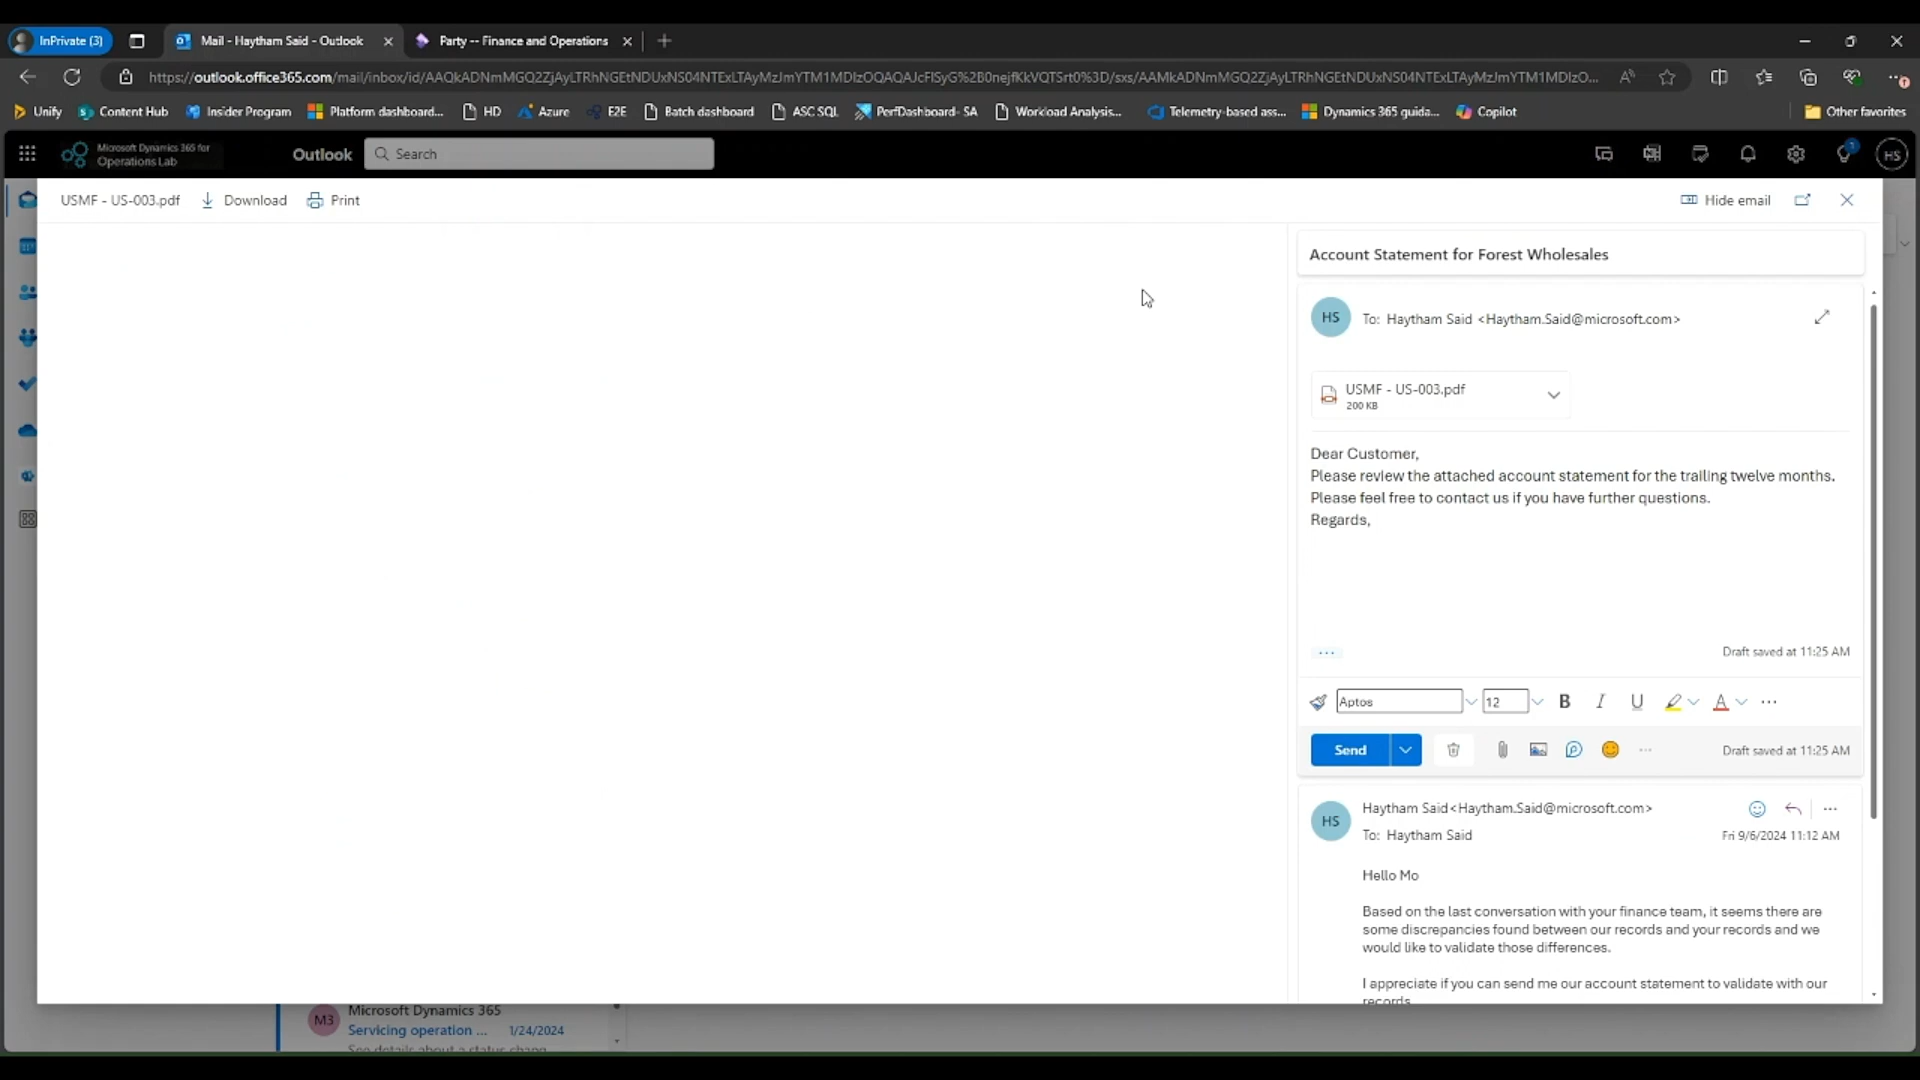 InPrivate (3)
Mail - Haytham Said - Outlook
Party -- Finance and Operations
https://outlook.office365.com/mail/inbox/id/
Unify
Content Hub
Insider Program
Platform dashboard...
HD
Azure
E2E
Batch dashboard
ASC SQL
PerfDashboard- SA
Workload Analysis...
Telemetry-based ass...
Dynamics 365 guida...
Copilot
Other favorites
Microsoft Dynamics 365 for
Operations Lab
Outlook
Search
HS
USMF - US-003.pdf
Download
Print
Hide email
Account Statement for Forest Wholesales
HS
To: Haytham Said <Haytham.Said@microsoft.com>
USMF - US-003.pdf
200 KB
Dear Customer,
Please review the attached account statement for the trailing twelve months.
Please feel free to contact us if you have further questions.
Regards,
...
Draft saved at 11:25 AM
Aptos
12
B
I
U
A
Send
Draft saved at 11:25 AM
HS
Haytham Said<Haytham.Said@microsoft.com>
To: Haytham Said
Fri 9/6/2024 11:12 AM
Hello Mo
Based on the last conversation with your finance team, it seems there are
some discrepancies found between our records and your records and we
would like to validate those differences.
I appreciate if you can send me our account statement to validate with our
records
M3
Microsoft Dynamics 365
Servicing operation ...
1/24/2024
See details about a status chang